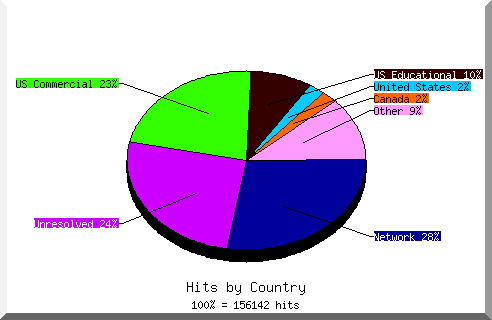 US Educational 10%
US Commercial 23%
United States 2%
Canada 2%
Other 9%
Unresolved 24%
Network 28%
Hits by Country
100% = 156142 hits